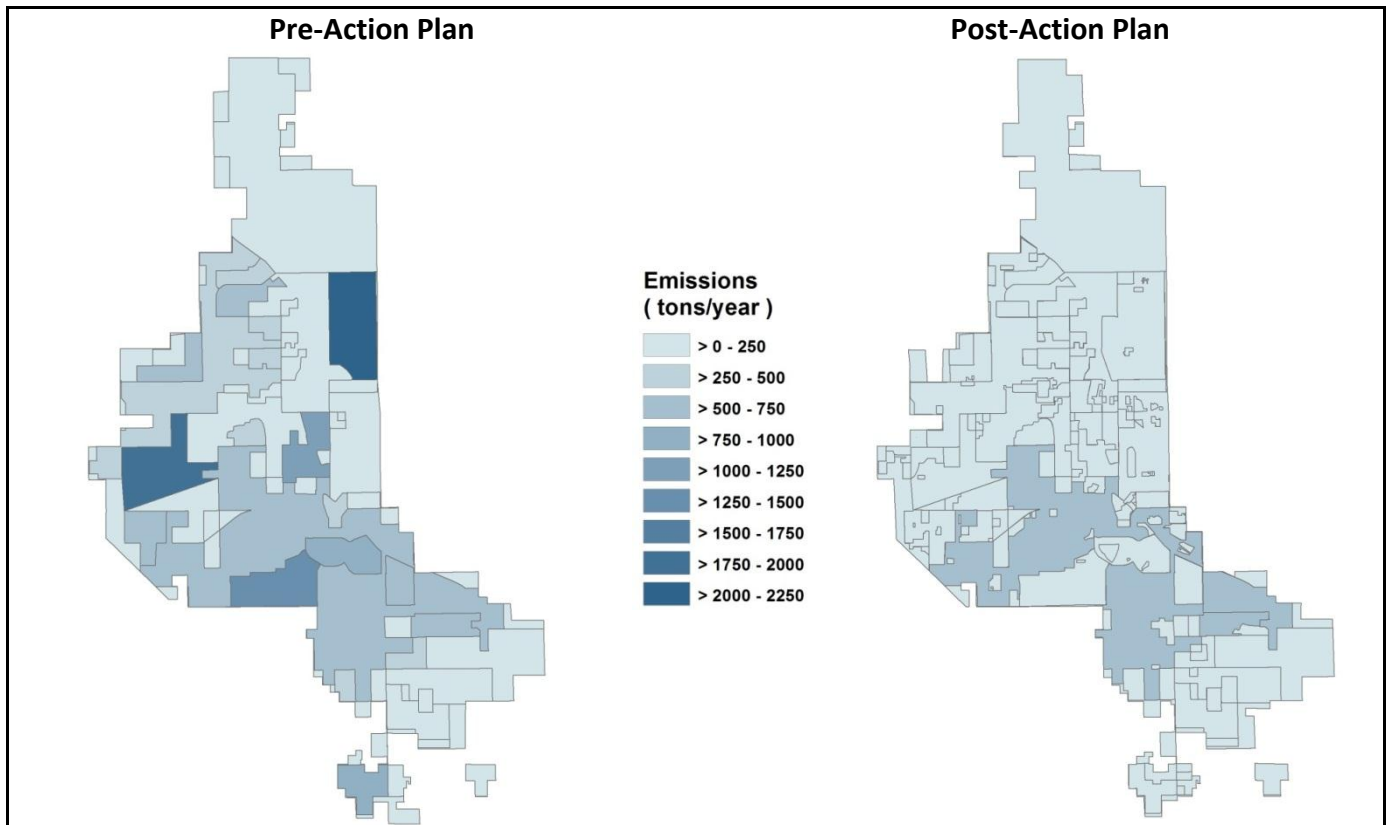 Pre-Action Plan
Post-Action Plan
Emissions
( tons/year )
> 0 - 250
> 250 - 500
> 500 - 750
> 750 - 1000
> 1000 - 1250
> 1250 - 1500
> 1500 - 1750
> 1750 - 2000
> 2000 - 2250